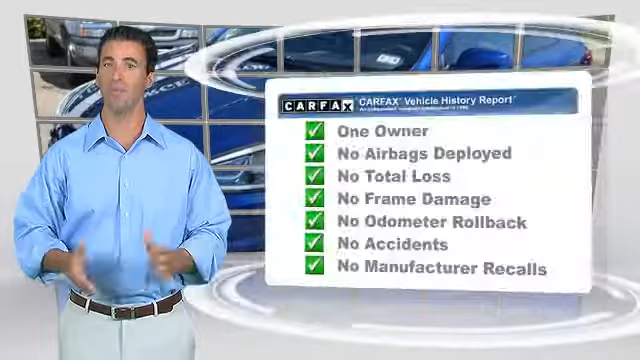 CARFAX CARFAX Vehicle History Report™
One Owner
No Airbags Deployed
No Total Loss
No Frame Damage
No Odometer Rollback
No Accidents
No Manufacturer Recalls